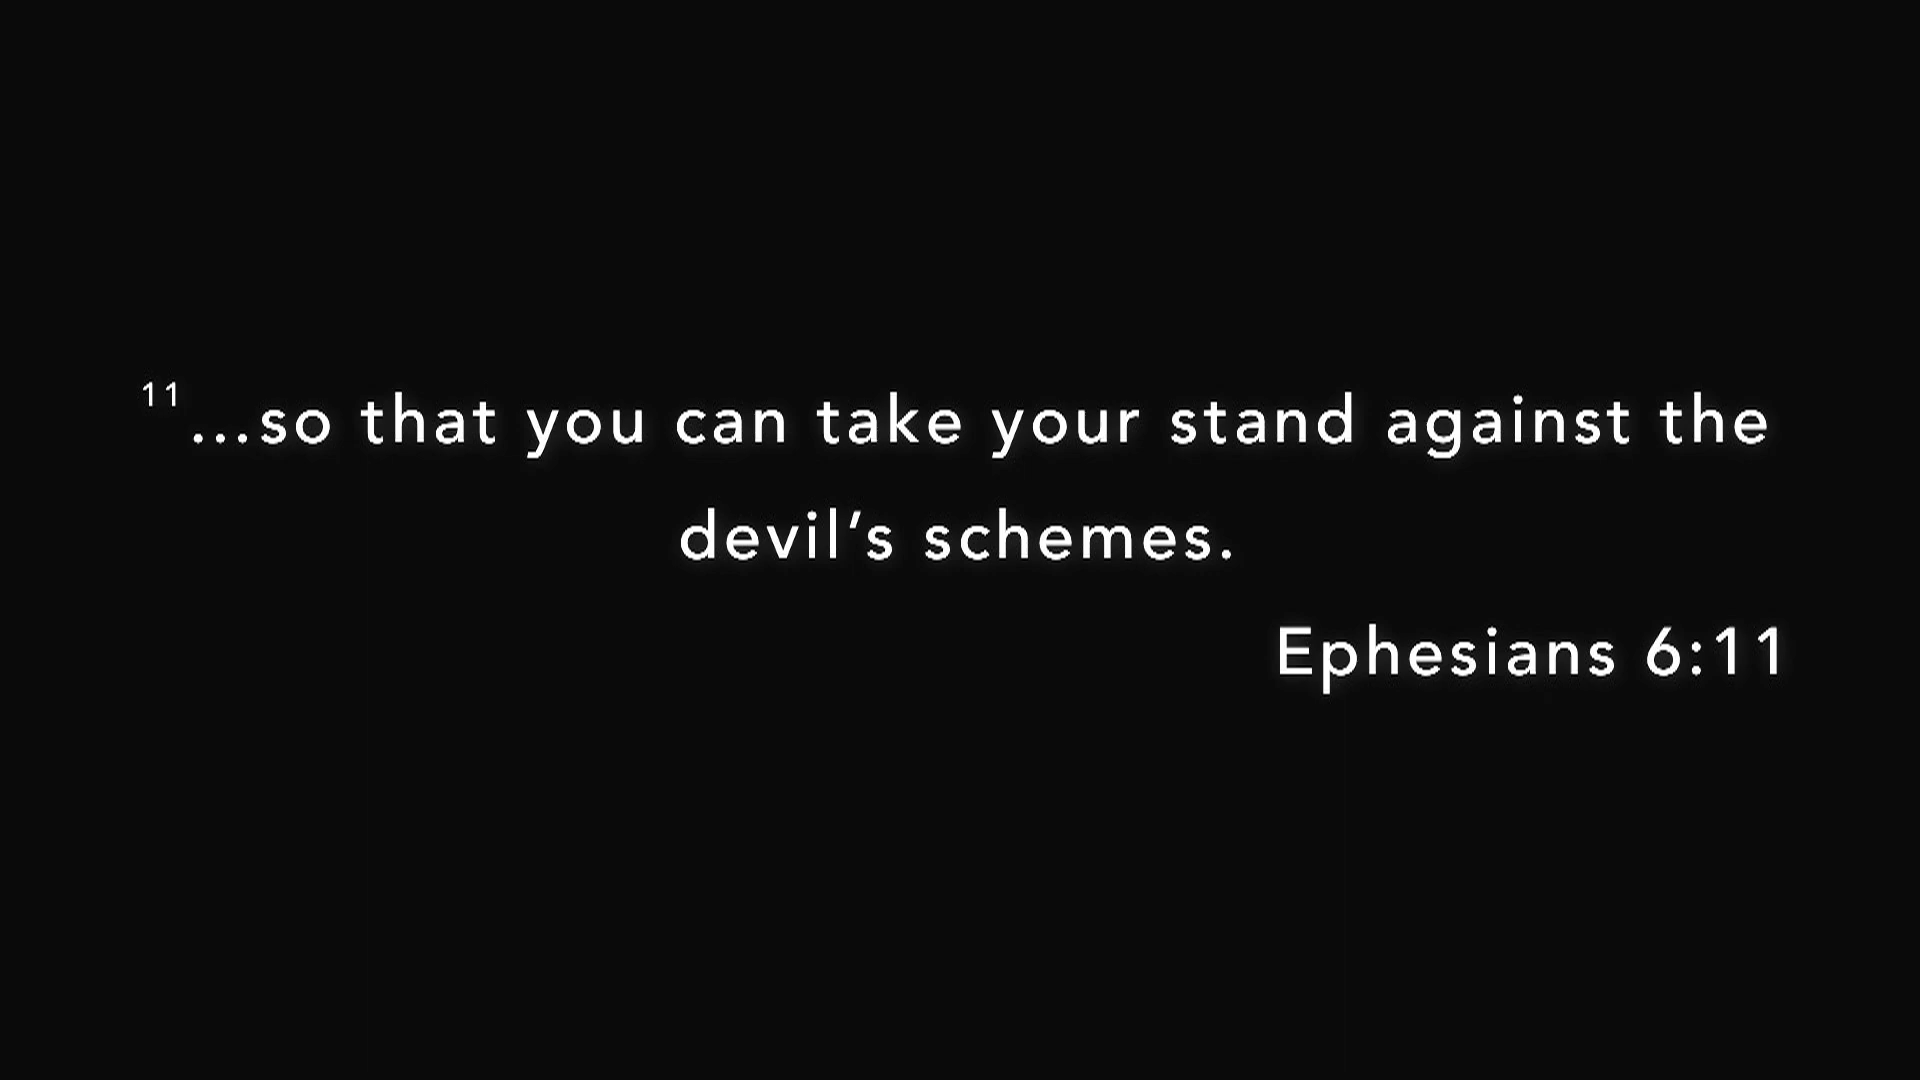 11...so that you can take your stand against the
devil’s schemes.
Ephesians 6:11